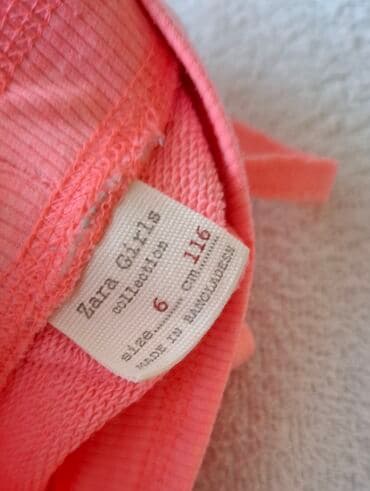 Zara Girls
collection
size......6......cm......116......
MADE IN BANGLADESH